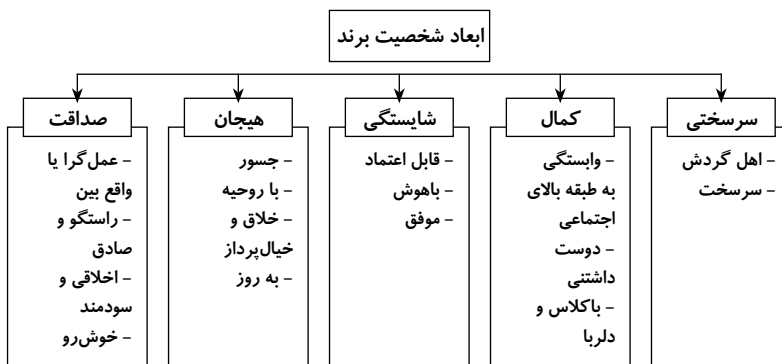 ابعاد شخصیت برند
سرسختی
- اهل گردش
- سرسخت
کمال
- وابستگی
به طبقه بالای
اجتماعی
- دوست
داشتنی
- باکلاس و
دلربا
شایستگی
- قابل اعتماد
- باهوش
- موفق
هیجان
- جسور
- با روحیه
- خلاق و
خیال‌پرداز
- به روز
صداقت
- عمل‌گرا یا
واقع بین
- راستگو و
صادق
- اخلاقی و
سودمند
- خوش‌رو